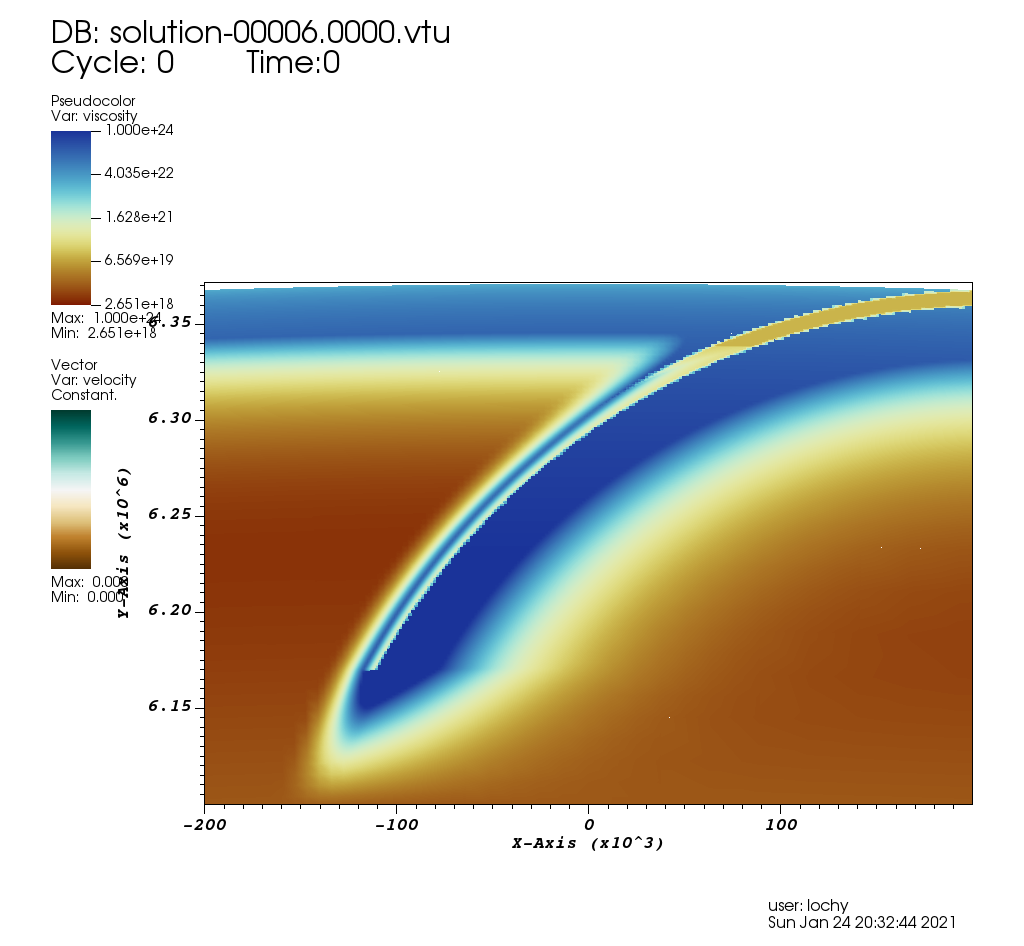 DB: solution-00006.0000.vtu
Cycle: 0 Time:0
Pseudocolor
Var: viscosity
1.000e+24
4.035e+22
1.628e+21
6.569e+19
2.651e+18
Max: 1.000e+24
Min: 2.651e+18
Vector
Var: velocity
Constant.
Max: 0.000
Min: 0.000
Y-Axis (x10^6)
6.35
6.30
6.25
6.20
6.15
-200 -100 0 100
X-Axis (x10^3)
user: lochy
Sun Jan 24 20:32:44 2021